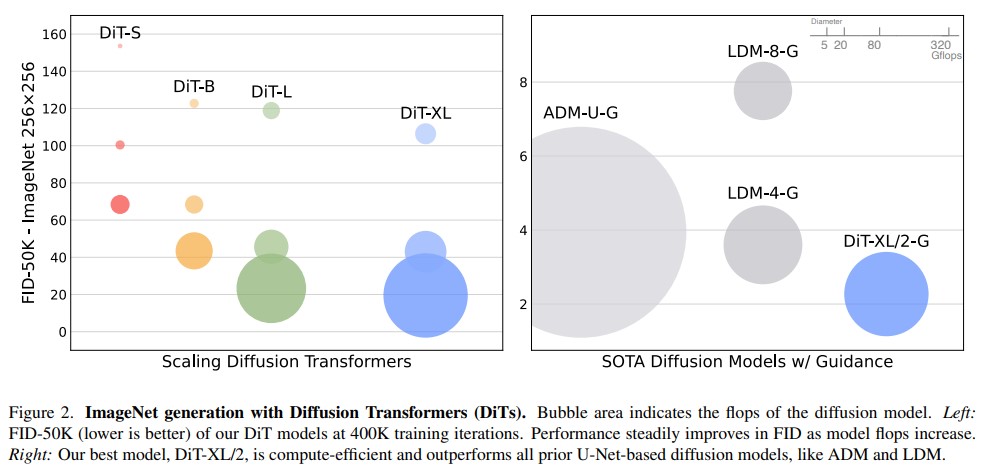 FID-50K - ImageNet 256×256
160
140
120
100
80
60
40
20
0
DiT-S
DiT-B
DiT-L
DiT-XL
Scaling Diffusion Transformers
8
6
4
2
Diameter
5 20 80 320
Gflops
LDM-8-G
ADM-U-G
LDM-4-G
DiT-XL/2-G
SOTA Diffusion Models w/ Guidance
Figure 2. ImageNet generation with Diffusion Transformers (DiTs). Bubble area indicates the flops of the diffusion model. Left:
FID-50K (lower is better) of our DiT models at 400K training iterations. Performance steadily improves in FID as model flops increase.
Right: Our best model, DiT-XL/2, is compute-efficient and outperforms all prior U-Net-based diffusion models, like ADM and LDM.